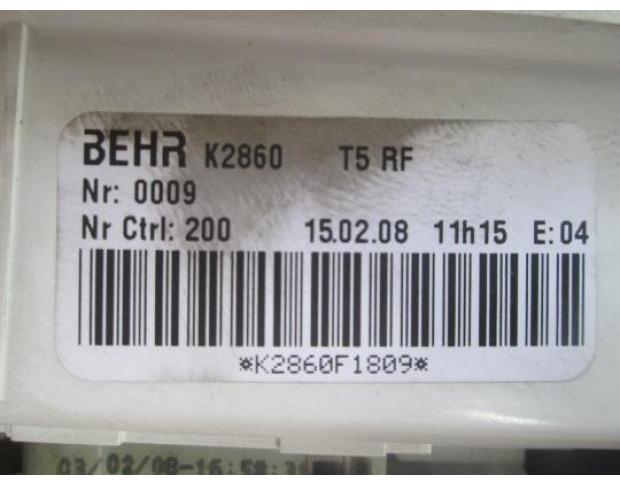 BEHR K2860 T5 RF
Nr: 0009
Nr Ctrl: 200 15.02.08 11h15 E: 04
*K2860F1809*
03/02/08-16:58:3